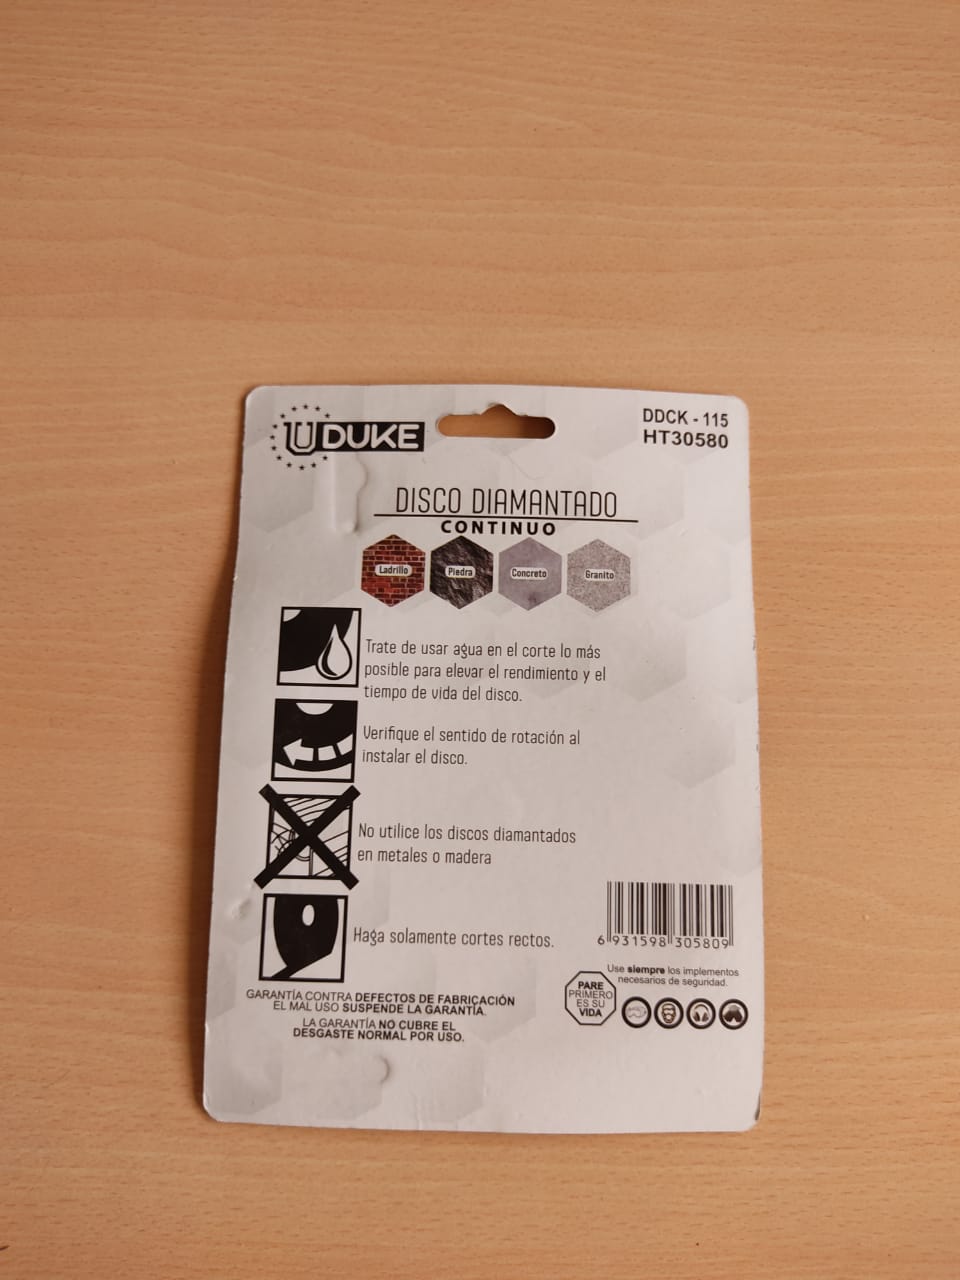 DUKE
DDCK - 115
HT30580
DISCO DIAMANTADO
CONTINUO
Ladrillo
Piedra
Concreto
Granito
Trate de usar agua en el corte lo más
posible para elevar el rendimiento y el
tiempo de vida del disco.
Verifique el sentido de rotación al
instalar el disco.
No utilice los discos diamantados
en metales o madera
Haga solamente cortes rectos.
6 931598 305809
Use siempre los implementos
necesarios de seguridad.
PARE
PRIMERO
ES SU
VIDA
GARANTÍA CONTRA DEFECTOS DE FABRICACIÓN
EL MAL USO SUSPENDE LA GARANTÍA.
LA GARANTÍA NO CUBRE EL
DESGASTE NORMAL POR USO.